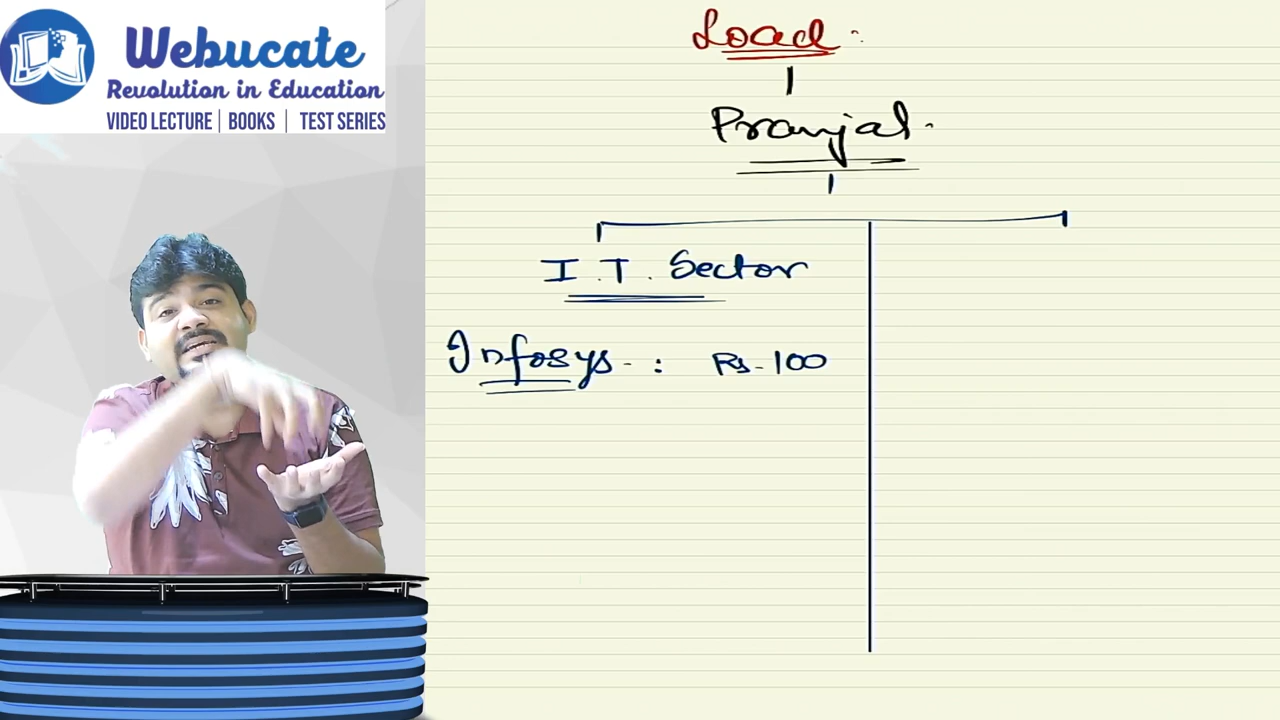 Webucate
Revolution in Education
VIDEO LECTURE | BOOKS | TEST SERIES
Load :
Pranjal.
I.T. Sector
Infosys - : Rs-100